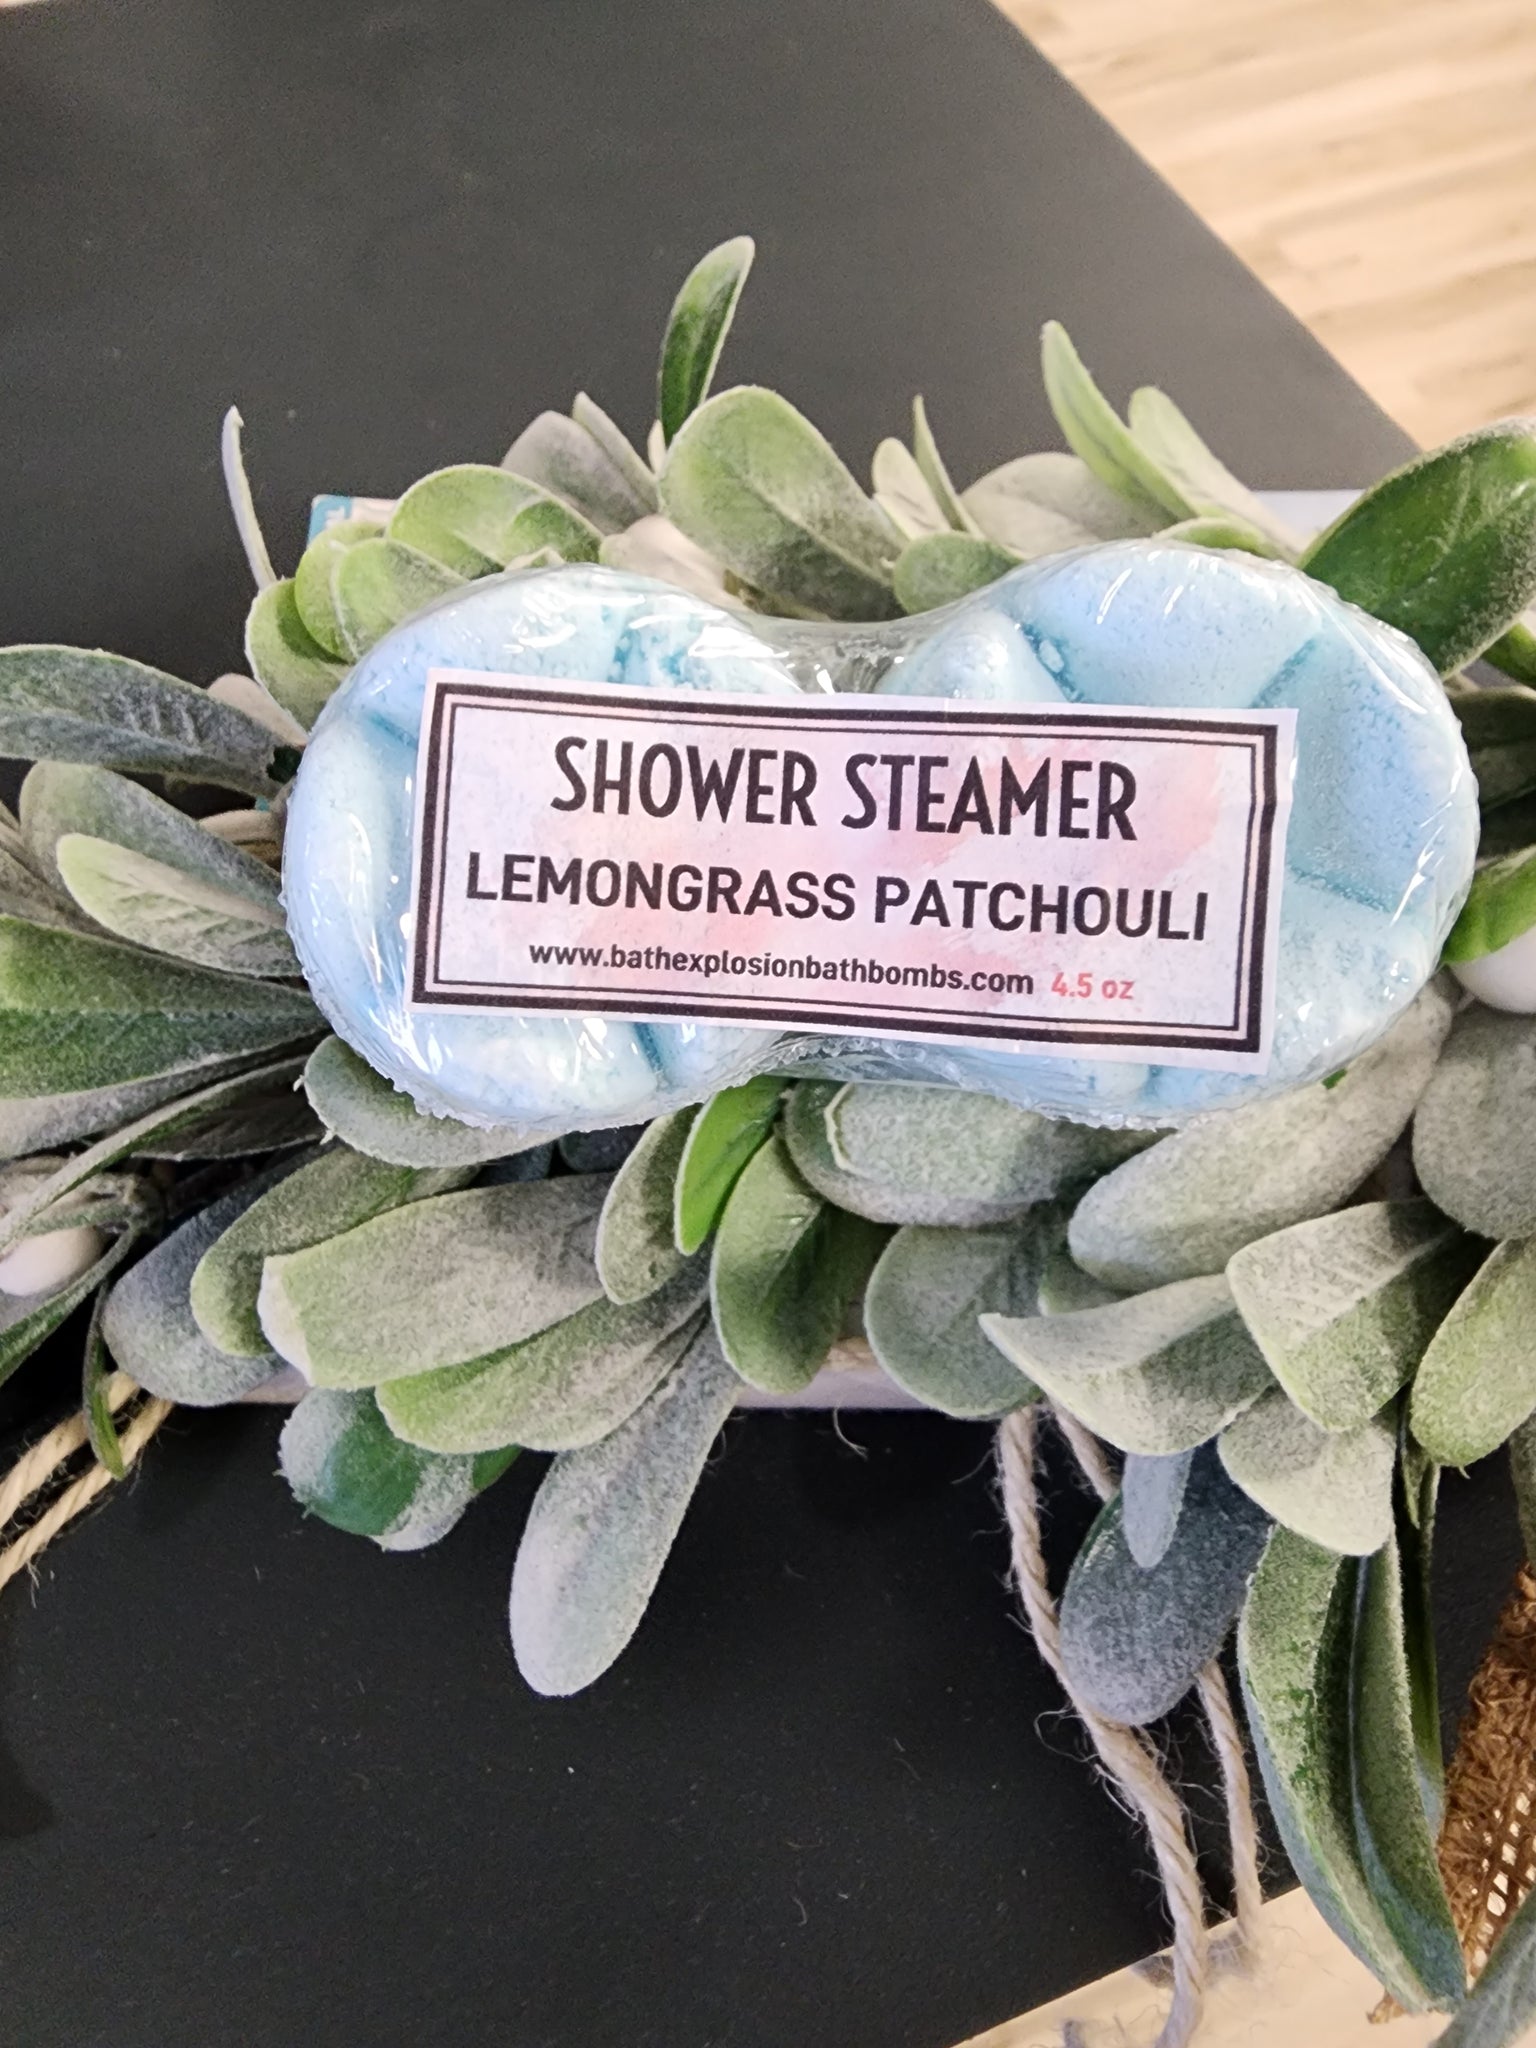 SHOWER STEAMER
LEMONGRASS PATCHOULI
www.bathexplosionbathbombs.com 4.5 oz